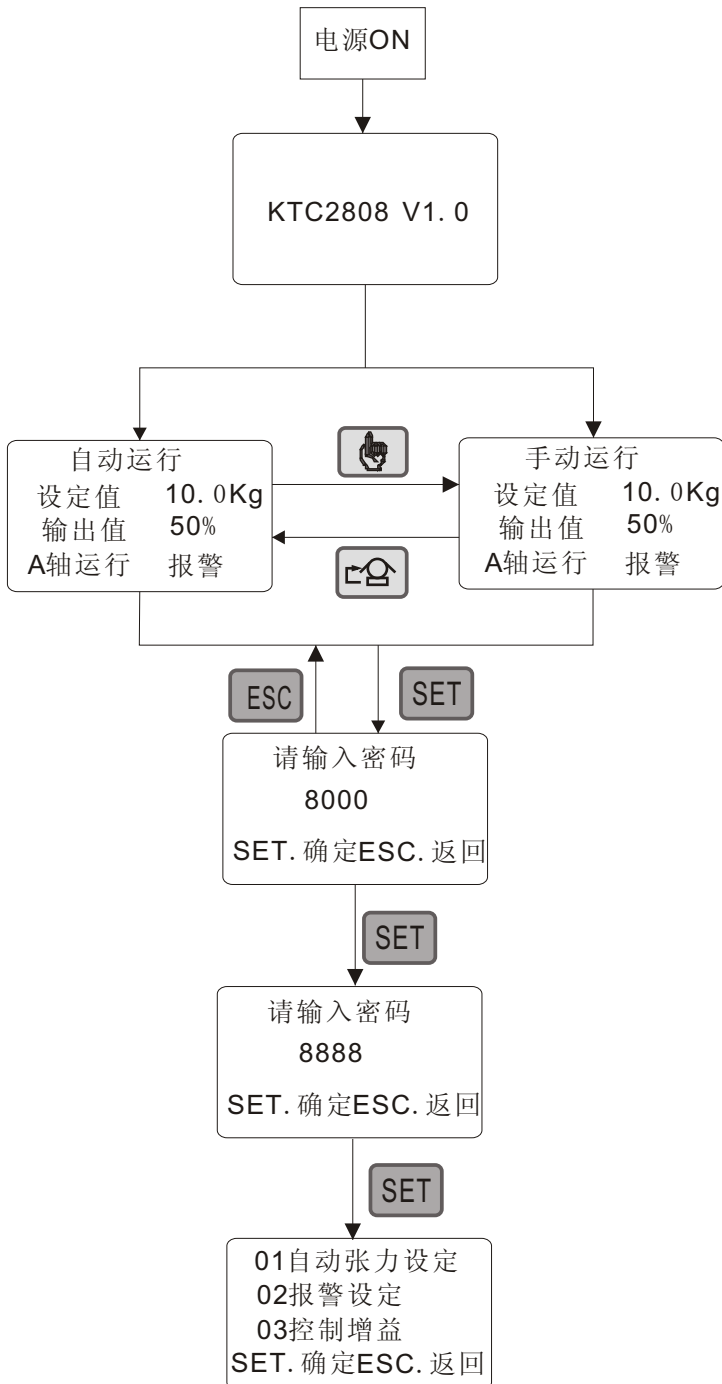 电源ON
KTC2808 V1.0
自动运行
设定值 10.0Kg
输出值 50%
A轴运行 报警
手动运行
设定值 10.0Kg
输出值 50%
A轴运行 报警
ESC
SET
请输入密码
8000
SET.确定ESC.返回
SET
请输入密码
8888
SET.确定ESC.返回
SET
01自动张力设定
02报警设定
03控制增益
SET.确定ESC.返回